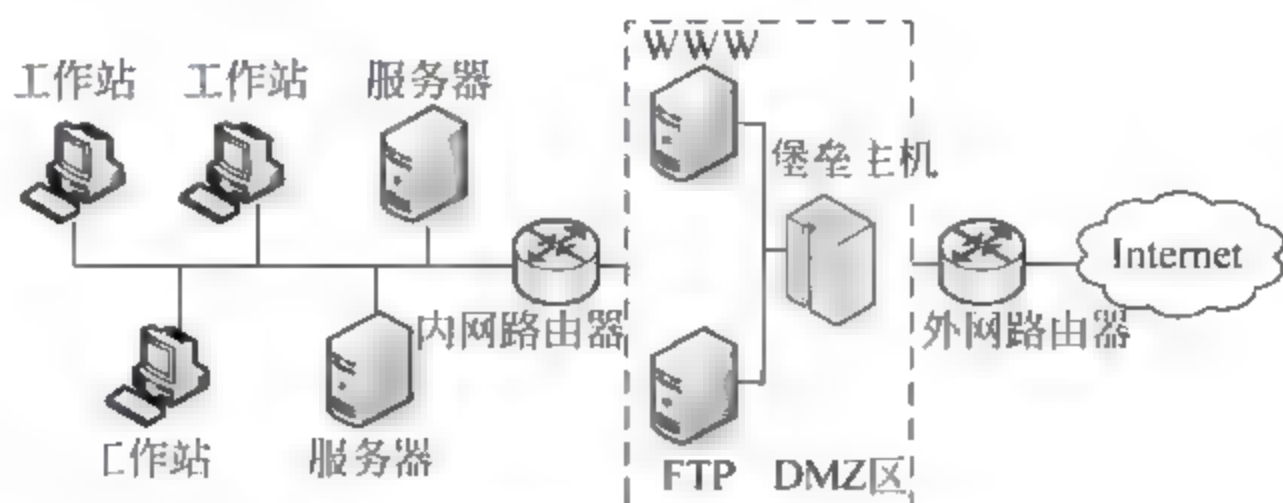 WWW
工作站 工作站 服务器
堡垒主机
Internet
内网路由器 外网路由器
工作站 服务器
FTP DMZ区